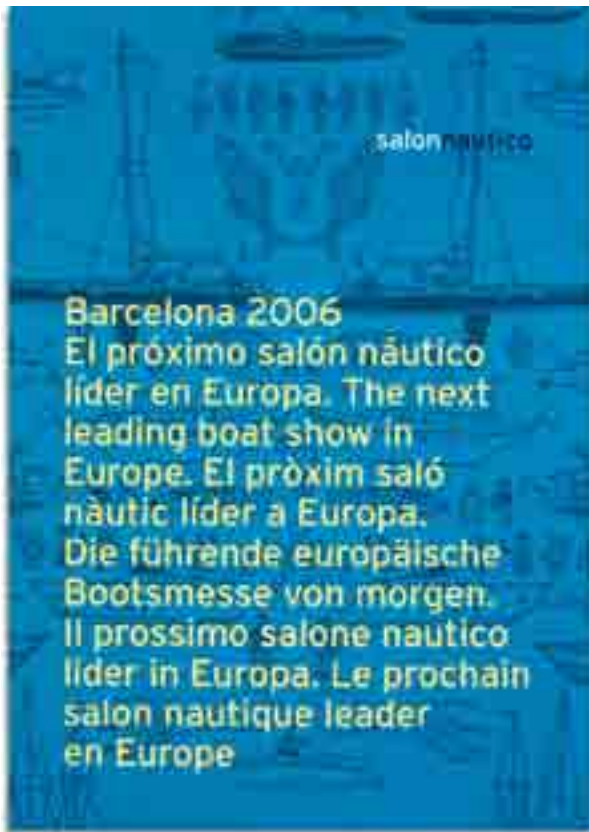 salónnáutico
Barcelona 2006
El próximo salón náutico
líder en Europa. The next
leading boat show in
Europe. El pròxim saló
nàutic líder a Europa.
Die führende europäische
Bootsmesse von morgen.
Il prossimo salone nautico
lider in Europa. Le prochain
salon nautique leader
en Europe